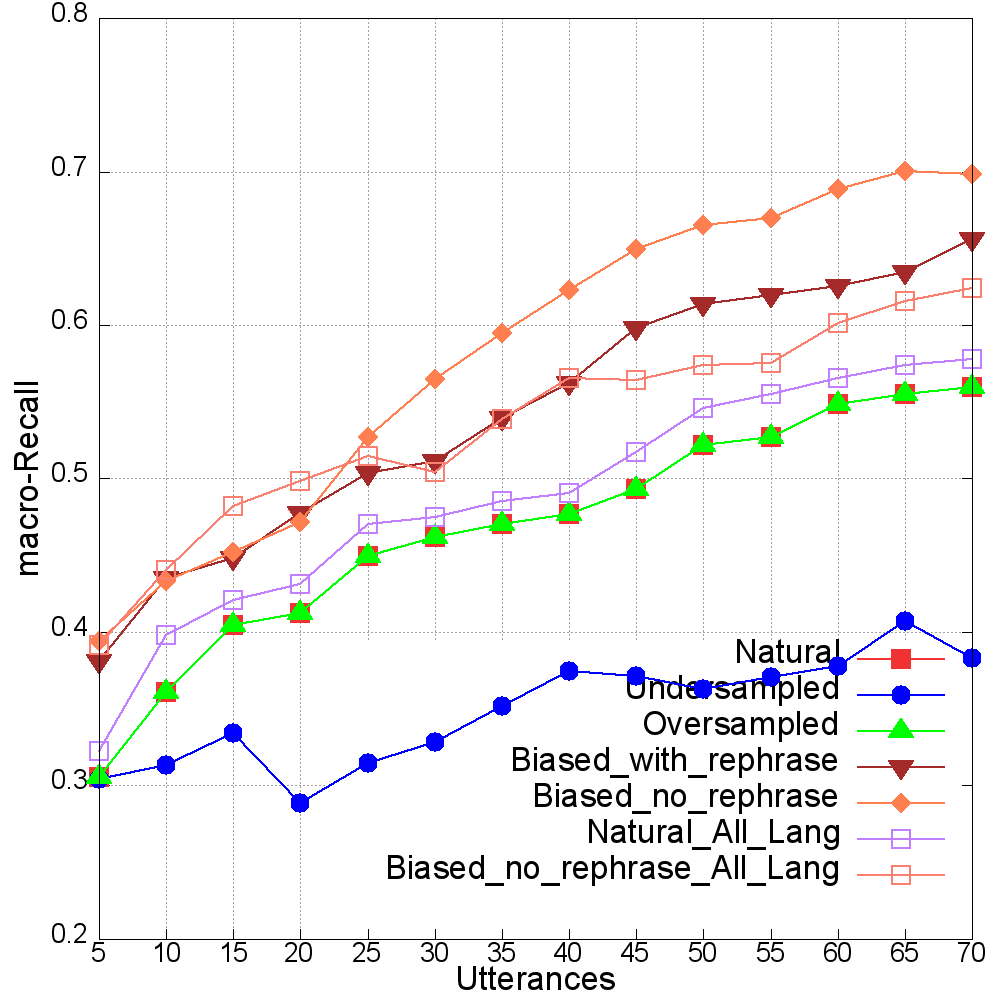 0.8
0.7
0.6
0.5
0.4
0.3
0.2
macro-Recall
Natural
Undersampled
Oversampled
Biased_with_rephrase
Biased_no_rephrase
Natural_All_Lang
Biased_no_rephrase_All_Lang
5 10 15 20 25 30 35 40 45 50 55 60 65 70
Utterances